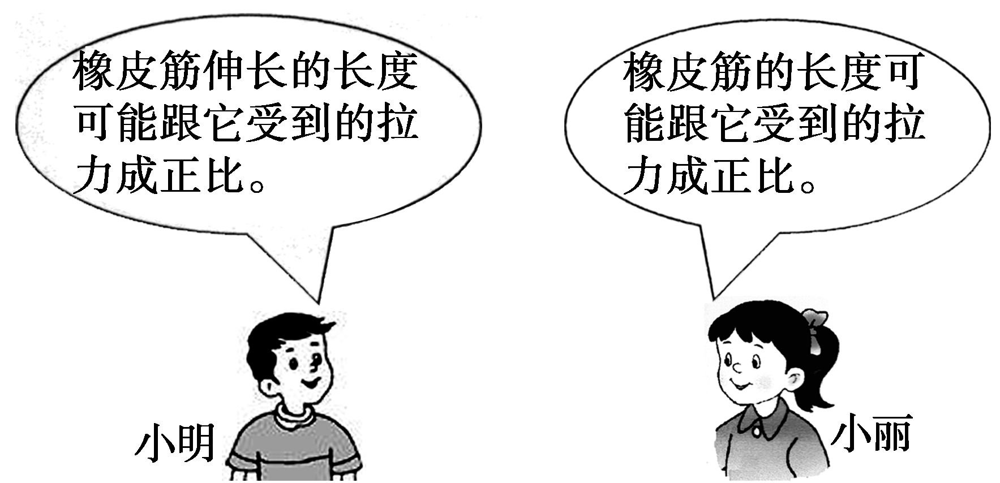 橡皮筋伸长的长度
可能跟它受到的拉
力成正比。
橡皮筋的长度可
能跟它受到的拉
力成正比。
小明
小丽